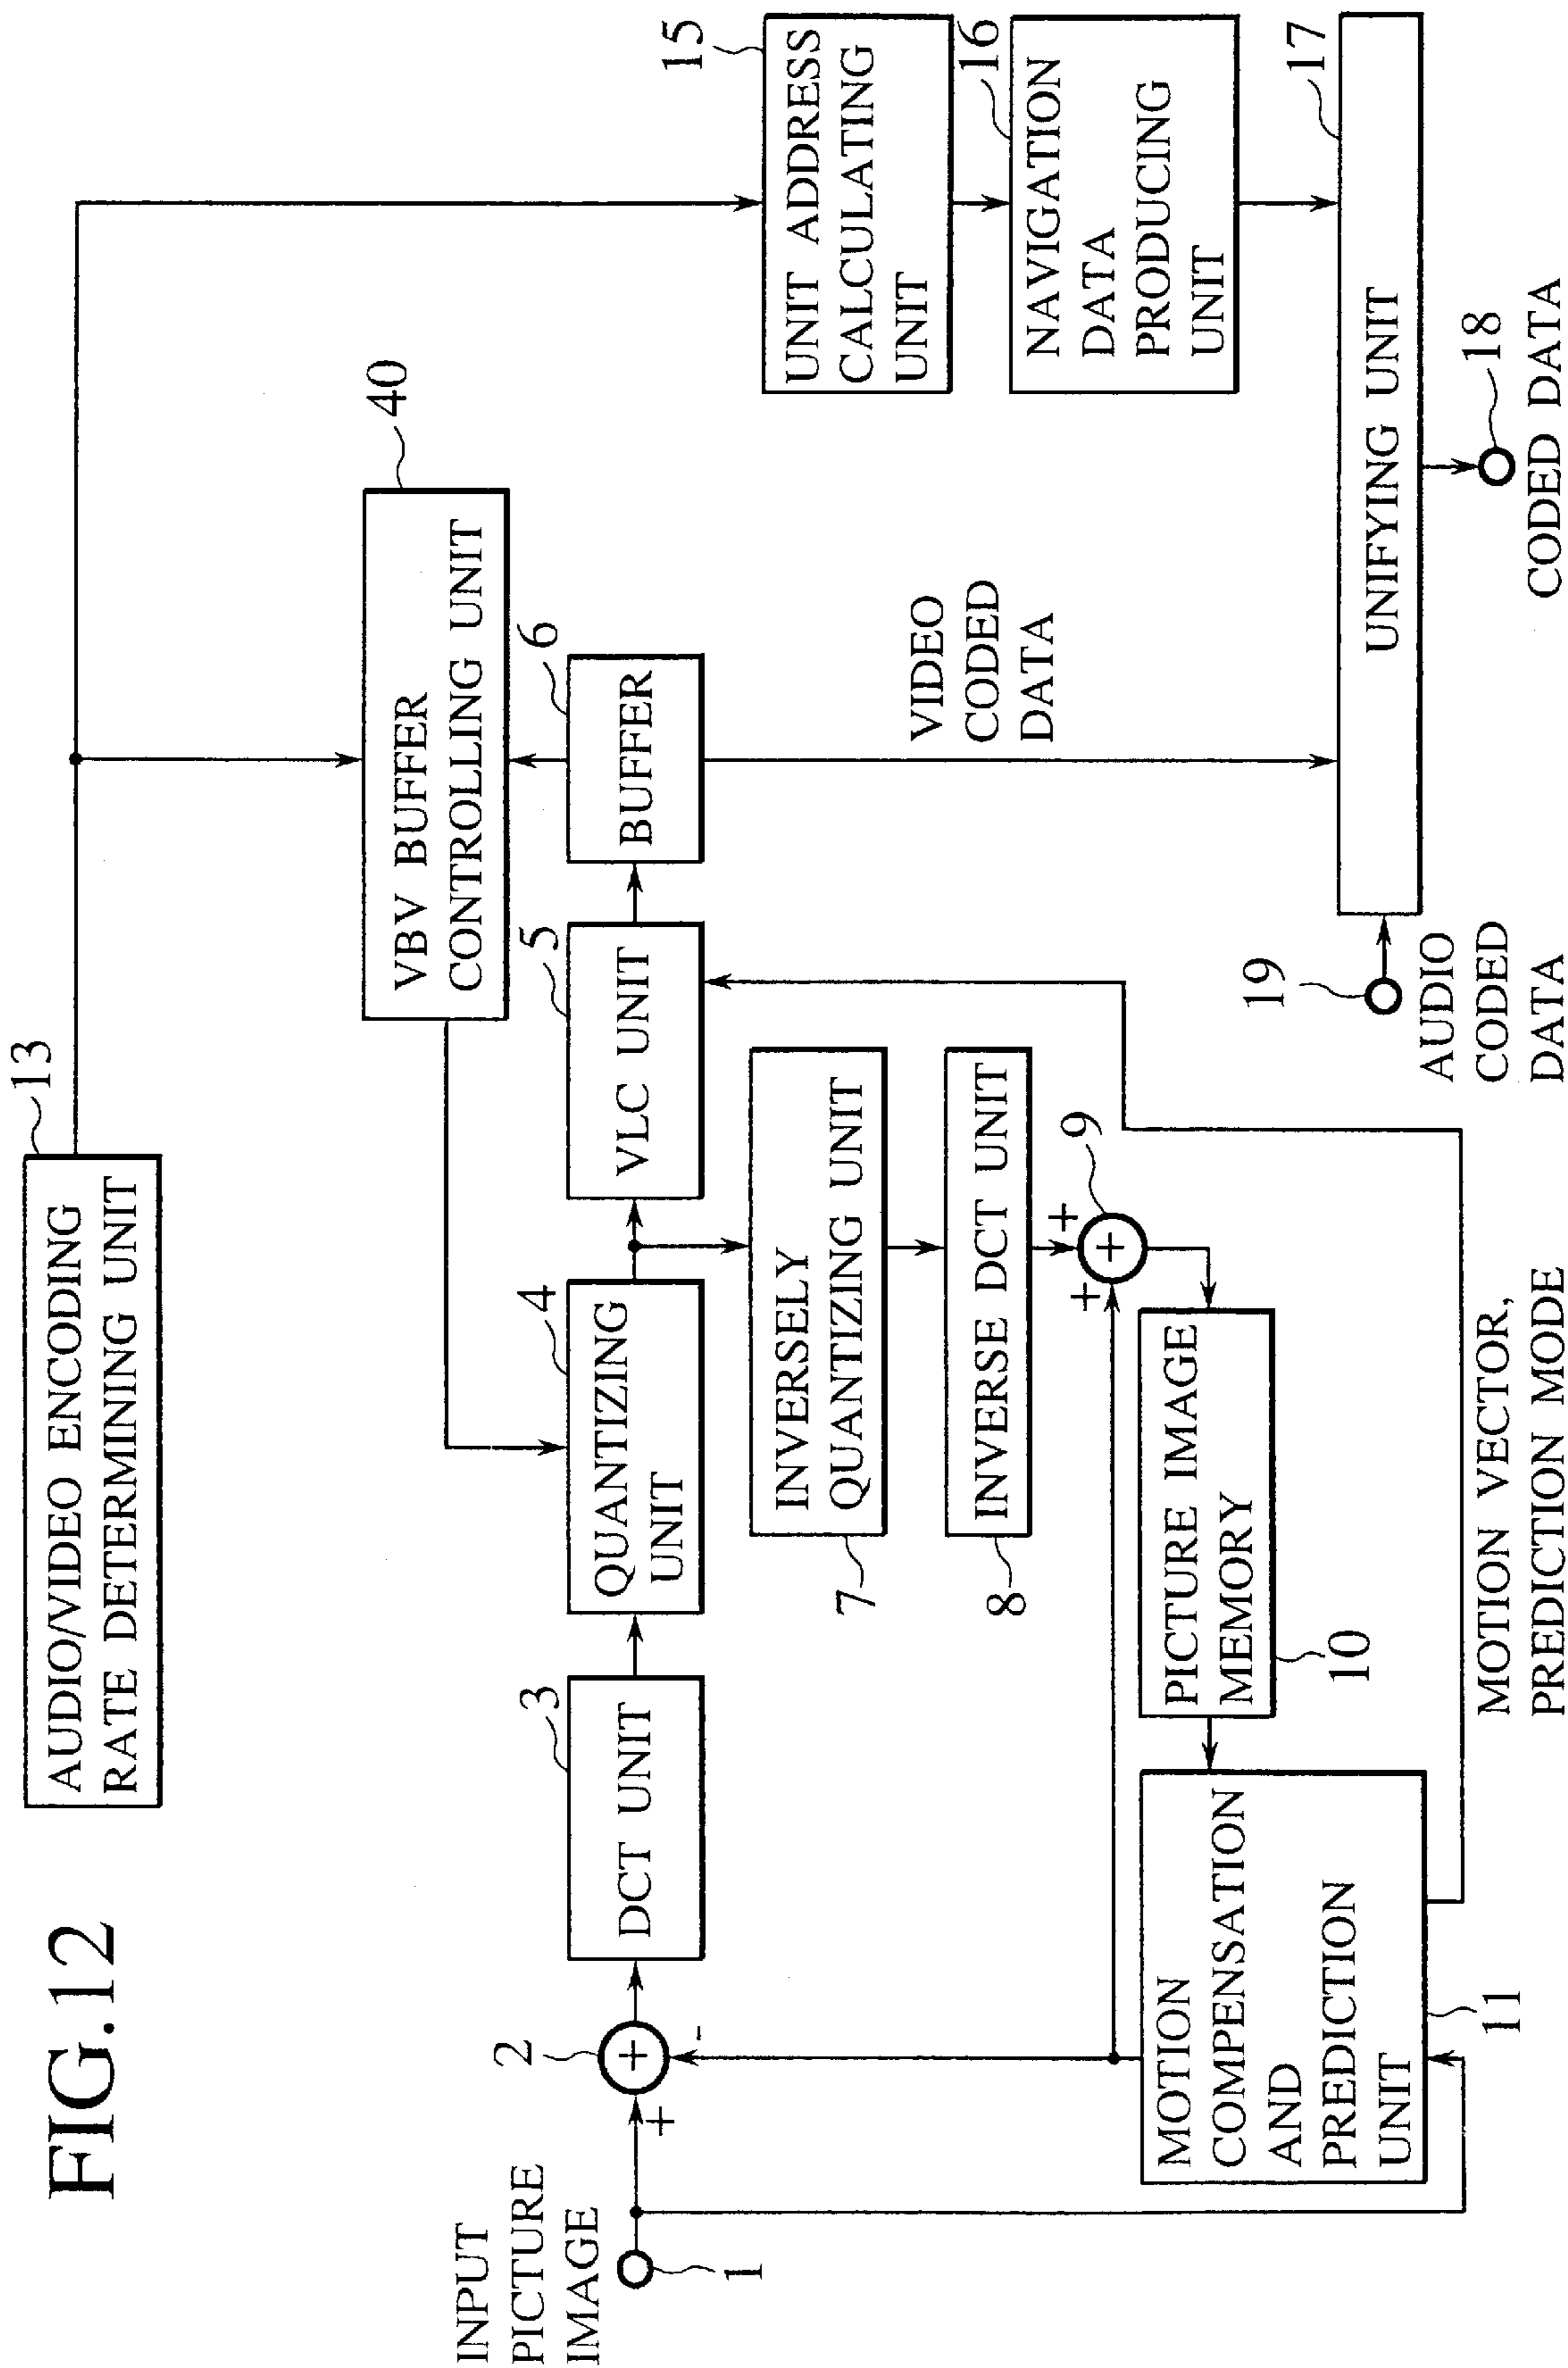 FIG.12
AUDIO/VIDEO ENCODING
RATE DETERMINING UNIT
13
VBV BUFFER
CONTROLLING UNIT
40
INPUT
PICTURE
IMAGE
1
+
2
+
-
DCT UNIT
3
QUANTIZING
UNIT
4
VLC UNIT
5
BUFFER
6
INVERSELY
QUANTIZING UNIT
7
INVERSE DCT UNIT
8
+
+
+
9
PICTURE IMAGE
MEMORY
10
MOTION
COMPENSATION
AND
PREDICTION
UNIT
11
MOTION VECTOR,
PREDICTION MODE
VIDEO
CODED
DATA
UNIT ADDRESS
CALCULATING
UNIT
15
NAVIGATION
DATA
PRODUCING
UNIT
16
UNIFYING UNIT
17
19
AUDIO
CODED
DATA
18
CODED DATA